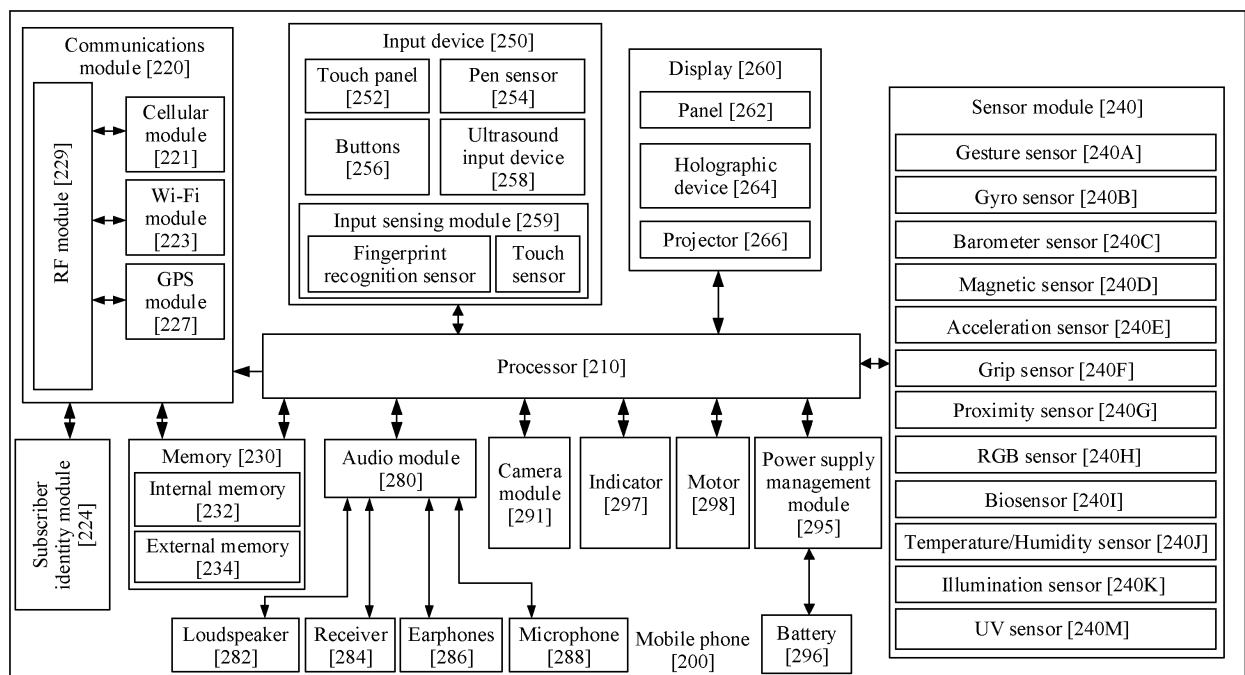 Communications
module [220]
RF module [229]
Cellular
module
[221]
Wi-Fi
module
[223]
GPS
module
[227]
Input device [250]
Touch panel
[252]
Pen sensor
[254]
Buttons
[256]
Ultrasound
input device
[258]
Input sensing module [259]
Fingerprint
recognition sensor
Touch
sensor
Display [260]
Panel [262]
Holographic
device [264]
Projector [266]
Sensor module [240]
Gesture sensor [240A]
Gyro sensor [240B]
Barometer sensor [240C]
Magnetic sensor [240D]
Acceleration sensor [240E]
Grip sensor [240F]
Proximity sensor [240G]
RGB sensor [240H]
Biosensor [240I]
Temperature/Humidity sensor [240J]
Illumination sensor [240K]
UV sensor [240M]
Processor [210]
Subscriber
identity module
[224]
Memory [230]
Internal memory
[232]
External memory
[234]
Audio module
[280]
Camera
module
[291]
Indicator
[297]
Motor
[298]
Power supply
management
module
[295]
Loudspeaker
[282]
Receiver
[284]
Earphones
[286]
Microphone
[288]
Mobile phone
[200]
Battery
[296]